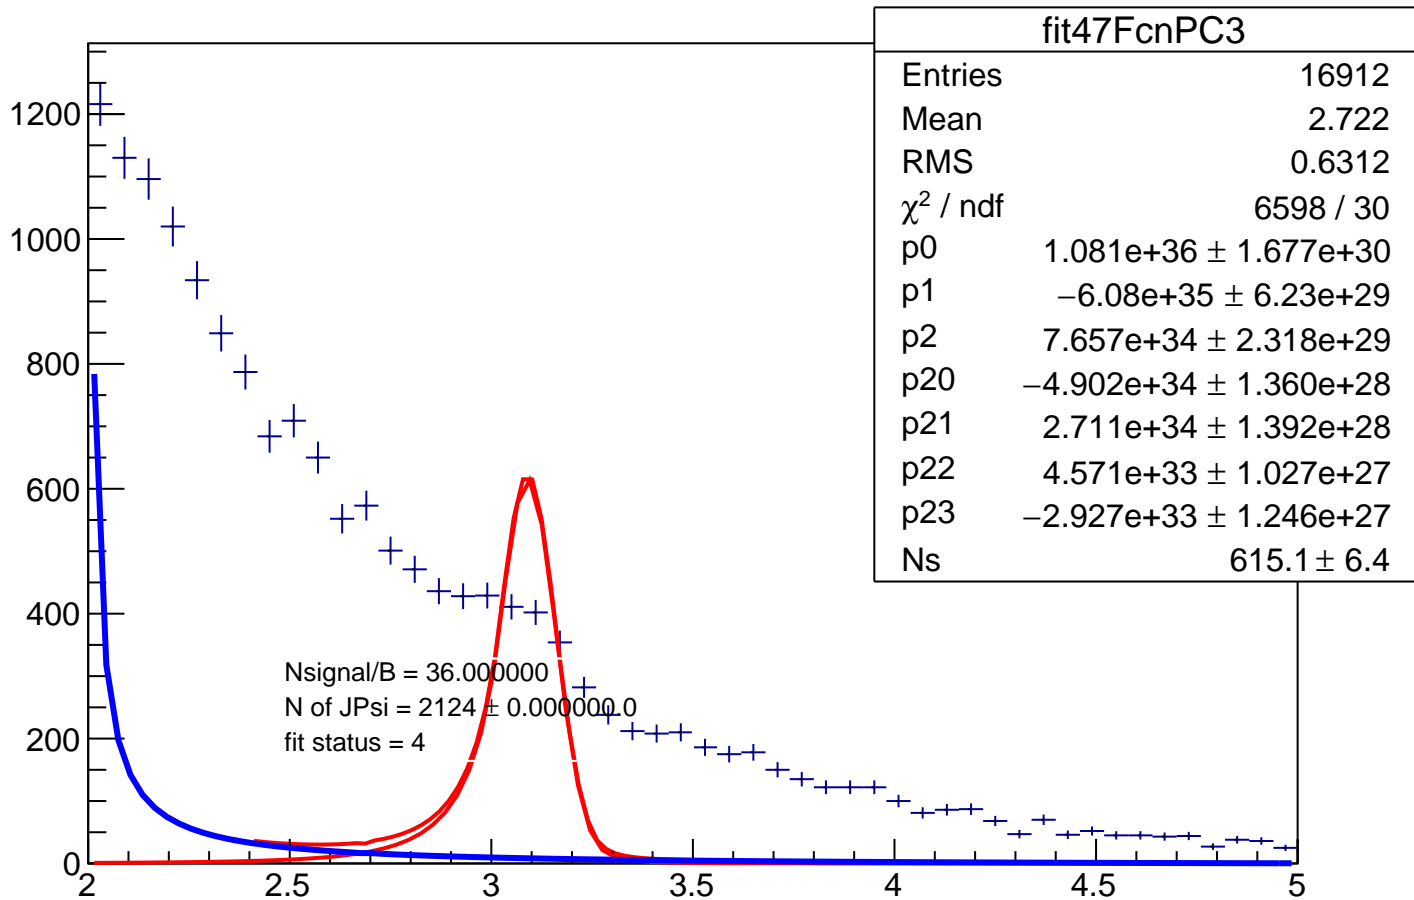 fit47FcnPC3
Entries 16912
Mean 2.722
RMS 0.6312
χ² / ndf 6598 / 30
p0 1.081e+36 ± 1.677e+30
p1 −6.08e+35 ± 6.23e+29
p2 7.657e+34 ± 2.318e+29
p20 −4.902e+34 ± 1.360e+28
p21 2.711e+34 ± 1.392e+28
p22 4.571e+33 ± 1.027e+27
p23 −2.927e+33 ± 1.246e+27
Ns 615.1 ± 6.4
1200
1000
800
600
400
200
0
Nsignal/B = 36.000000
N of JPsi = 2124 ± 0.000000.0
fit status = 4
2 2.5 3 3.5 4 4.5 5